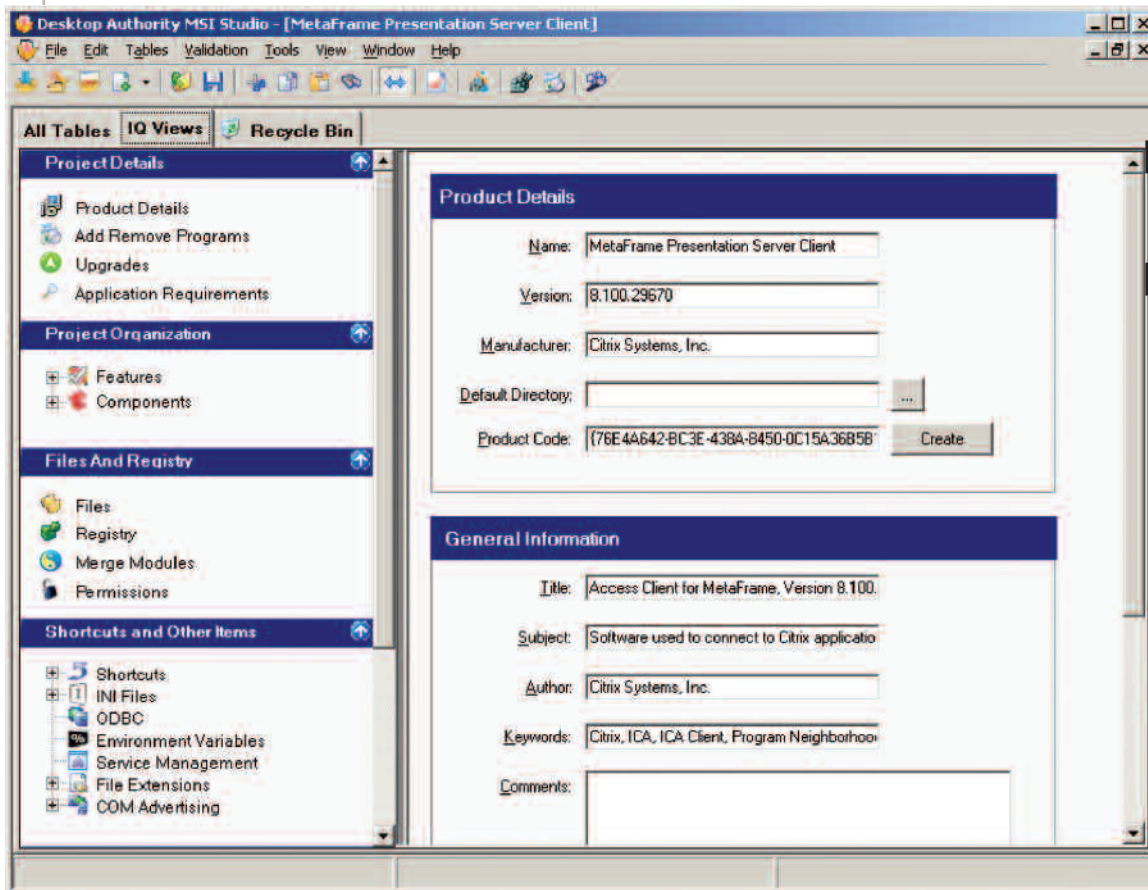 Desktop Authority MSI Studio - [MetaFrame Presentation Server Client]
File Edit Tables Validation Tools View Window Help
All Tables IQ Views Recycle Bin
Project Details
Product Details
Add Remove Programs
Upgrades
Application Requirements
Project Organization
Features
Components
Files And Registry
Files
Registry
Merge Modules
Permissions
Shortcuts and Other Items
Shortcuts
INI Files
ODBC
Environment Variables
Service Management
File Extensions
COM Advertising
Product Details
Name: MetaFrame Presentation Server Client
Version: 8.100.29670
Manufacturer: Citrix Systems, Inc.
Default Directory: ...
Product Code: {76E4A642-BC3E-438A-8450-0C15A36B5B Create
General Information
Title: Access Client for MetaFrame, Version 8.100.
Subject: Software used to connect to Citrix applicatio
Author: Citrix Systems, Inc.
Keywords: Citrix, ICA, ICA Client, Program Neighborhoo
Comments: